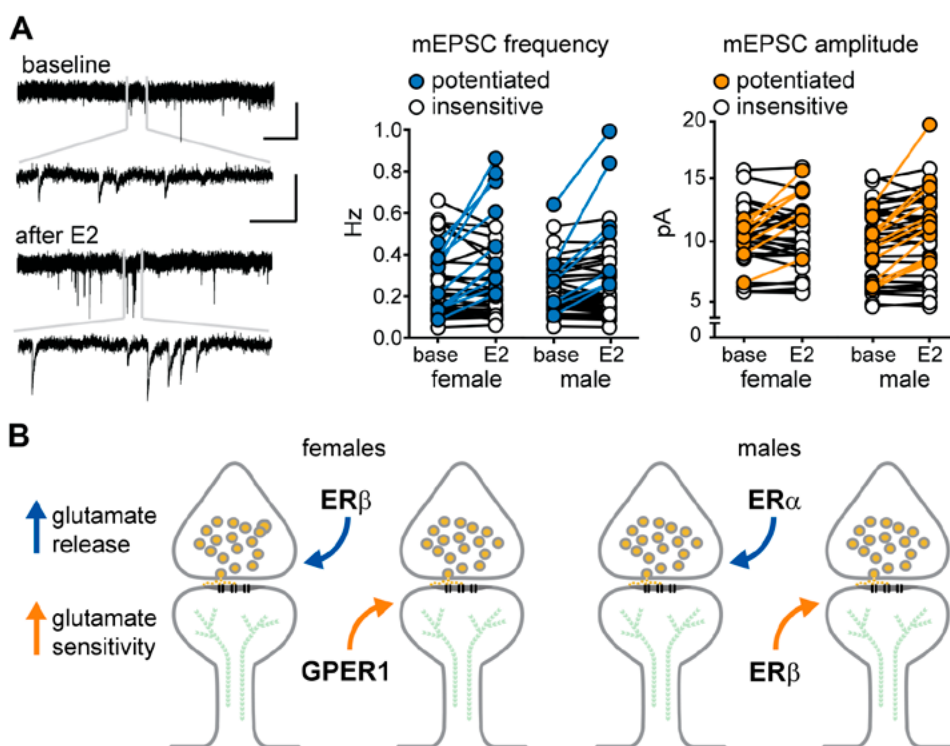 A
baseline
after E2
mEPSC frequency
potentiated
insensitive
1.0
0.8
0.6
0.4
0.2
0.0
Hz
base E2 base E2
female male
mEPSC amplitude
potentiated
insensitive
20
15
10
5
0
pA
base E2 base E2
female male
B
females males
glutamate
release
glutamate
sensitivity
ERβ
GPER1
ERα
ERβ